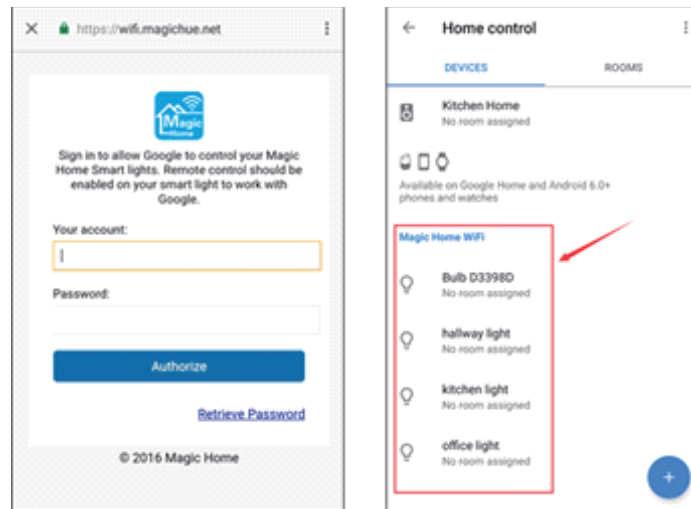 https://wifi.magichue.net
Magic
Home
Sign in to allow Google to control your Magic
Home Smart lights. Remote control should be
enabled on your smart light to work with
Google.
Your account:
Password:
Authorize
Retrieve Password
© 2016 Magic Home
Home control
DEVICES
ROOMS
Kitchen Home
No room assigned
Available on Google Home and Android 6.0+
phones and watches
Magic Home WiFi
Bulb D3398D
No room assigned
hallway light
No room assigned
kitchen light
No room assigned
office light
No room assigned